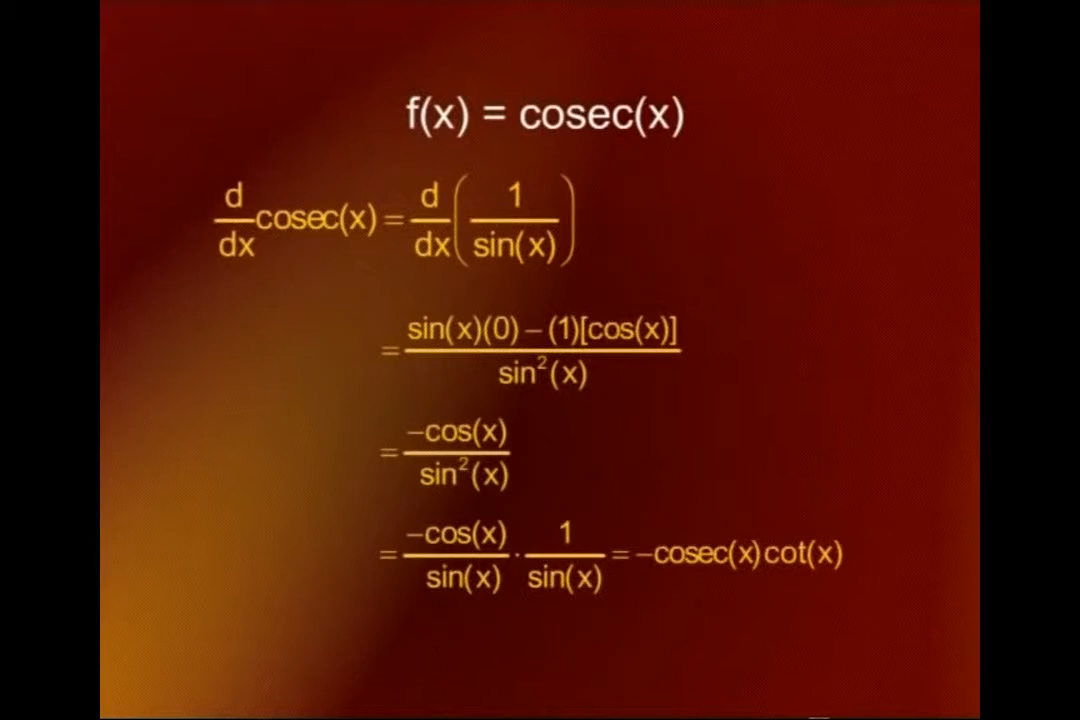 f(x) = cosec(x)
d/dx cosec(x) = d/dx (1/sin(x))
= sin(x)(0) – (1)[cos(x)] / sin²(x)
= –cos(x) / sin²(x)
= –cos(x)/sin(x) · 1/sin(x) = –cosec(x) cot(x)